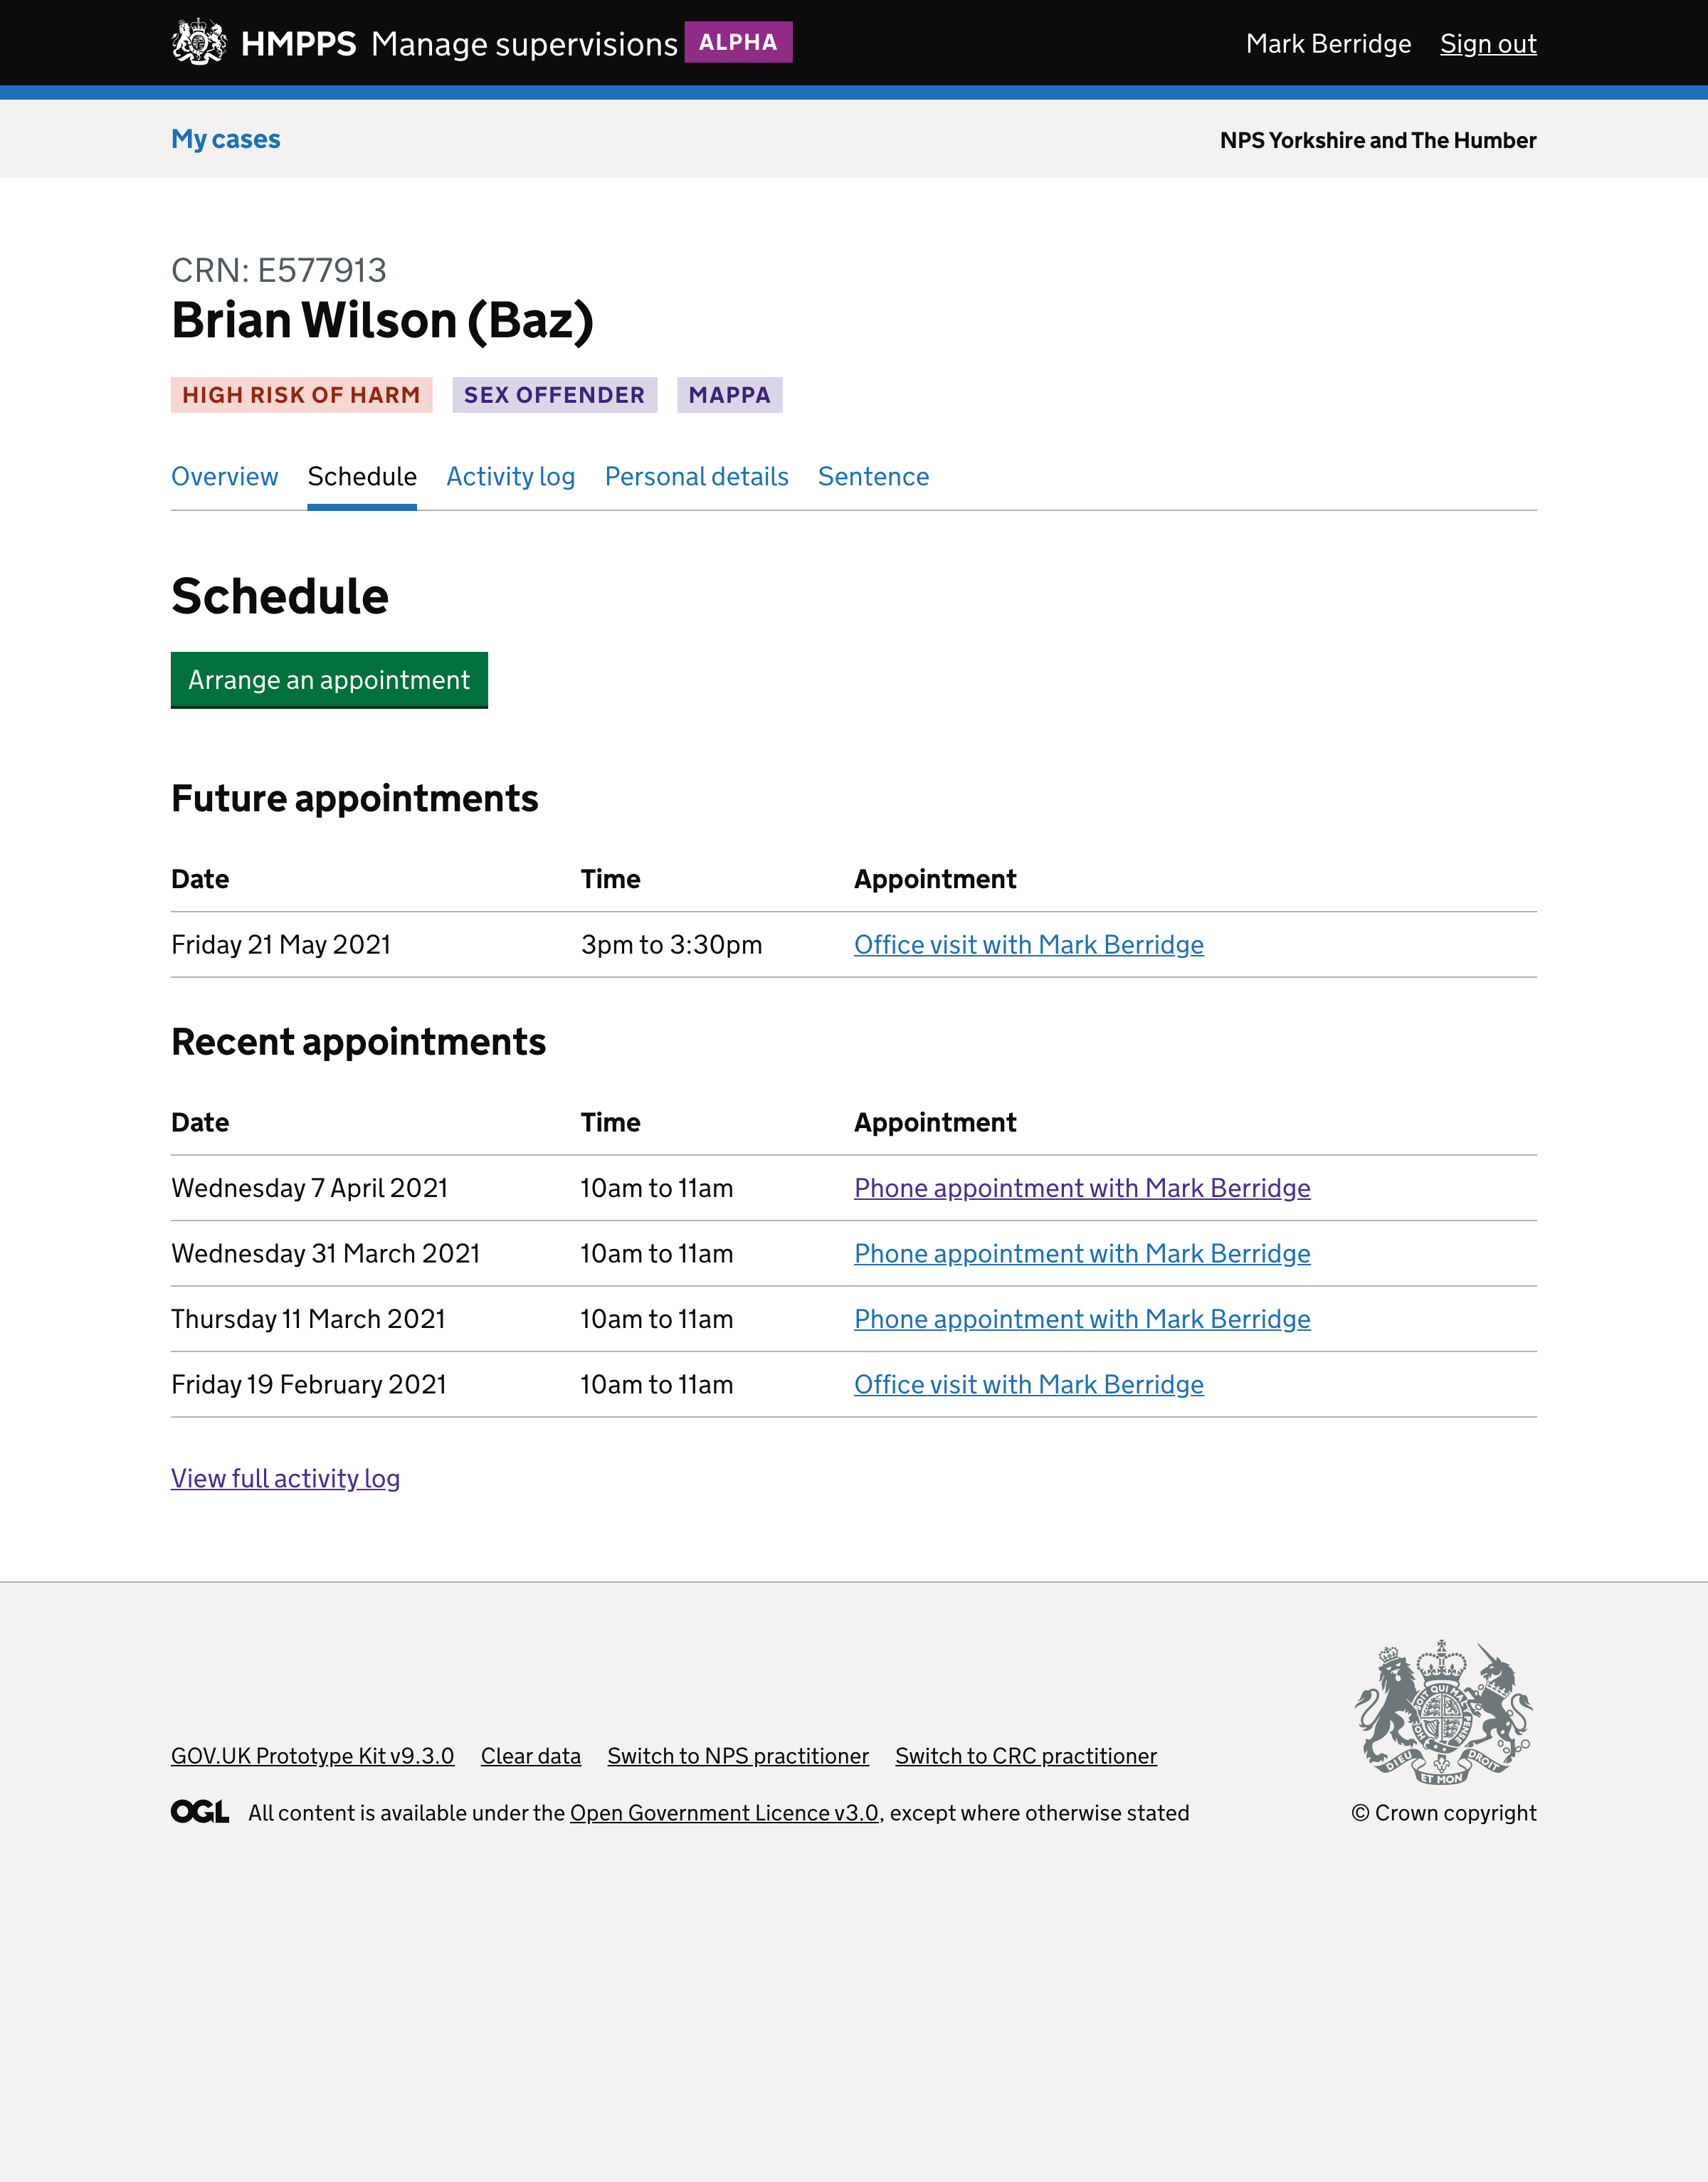 HMPPS Manage supervisions ALPHA Mark Berridge Sign out
My cases NPS Yorkshire and The Humber
CRN: E577913
Brian Wilson (Baz)
HIGH RISK OF HARM SEX OFFENDER MAPPA
Overview Schedule Activity log Personal details Sentence
Schedule
Arrange an appointment
Future appointments
Date Time Appointment
Friday 21 May 2021 3pm to 3:30pm Office visit with Mark Berridge
Recent appointments
Date Time Appointment
Wednesday 7 April 2021 10am to 11am Phone appointment with Mark Berridge
Wednesday 31 March 2021 10am to 11am Phone appointment with Mark Berridge
Thursday 11 March 2021 10am to 11am Phone appointment with Mark Berridge
Friday 19 February 2021 10am to 11am Office visit with Mark Berridge
View full activity log
GOV.UK Prototype Kit v9.3.0 Clear data Switch to NPS practitioner Switch to CRC practitioner
DIEU ET MON DROIT
OGL All content is available under the Open Government Licence v3.0, except where otherwise stated © Crown copyright